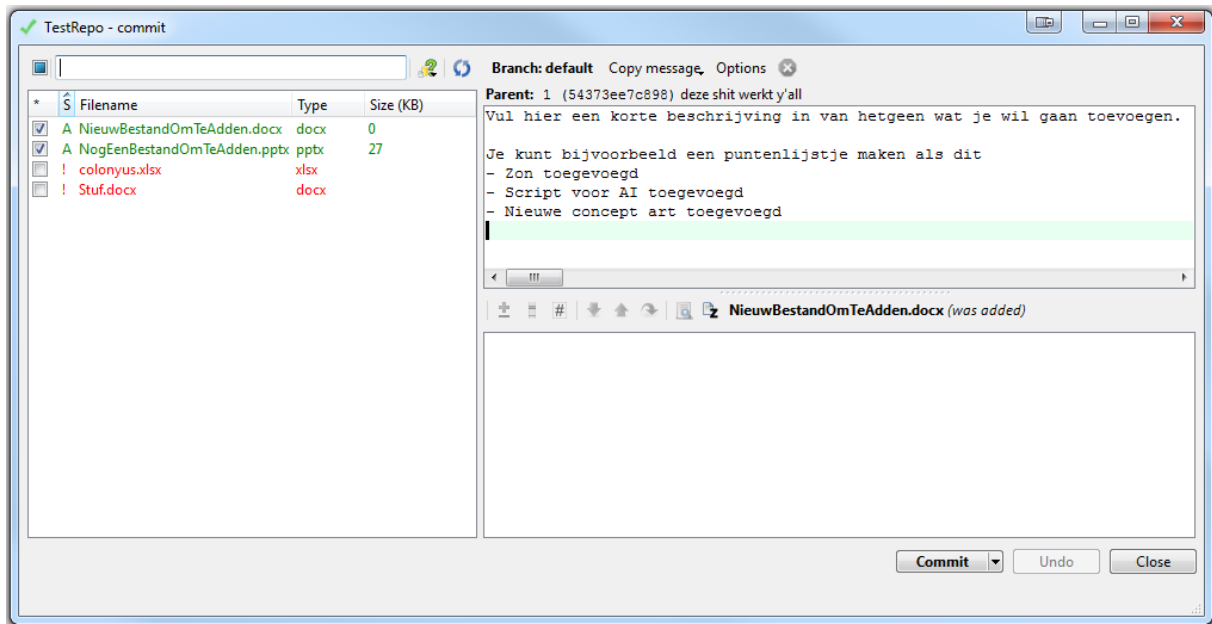 TestRepo - commit
Branch: default Copy message Options
Parent: 1 (54373ee7c898) deze shit werkt y'all
* S Filename Type Size (KB)
A NieuwBestandOmTeAdden.docx docx 0
A NogEenBestandOmTeAdden.pptx pptx 27
! colonyus.xlsx xlsx
! Stuf.docx docx
Vul hier een korte beschrijving in van hetgeen wat je wil gaan toevoegen.
Je kunt bijvoorbeeld een puntenlijstje maken als dit
- Zon toegevoegd
- Script voor AI toegevoegd
- Nieuwe concept art toegevoegd
# NieuwBestandOmTeAdden.docx (was added)
Commit Undo Close